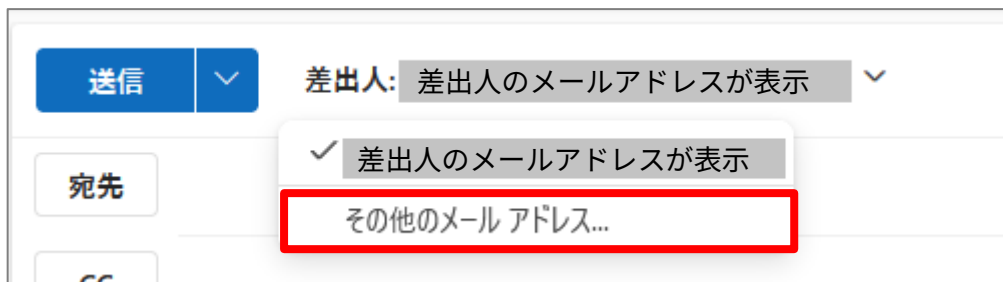 送信 差出人: 差出人のメールアドレスが表示
差出人のメールアドレスが表示
宛先
その他のメール アドレス...
CC